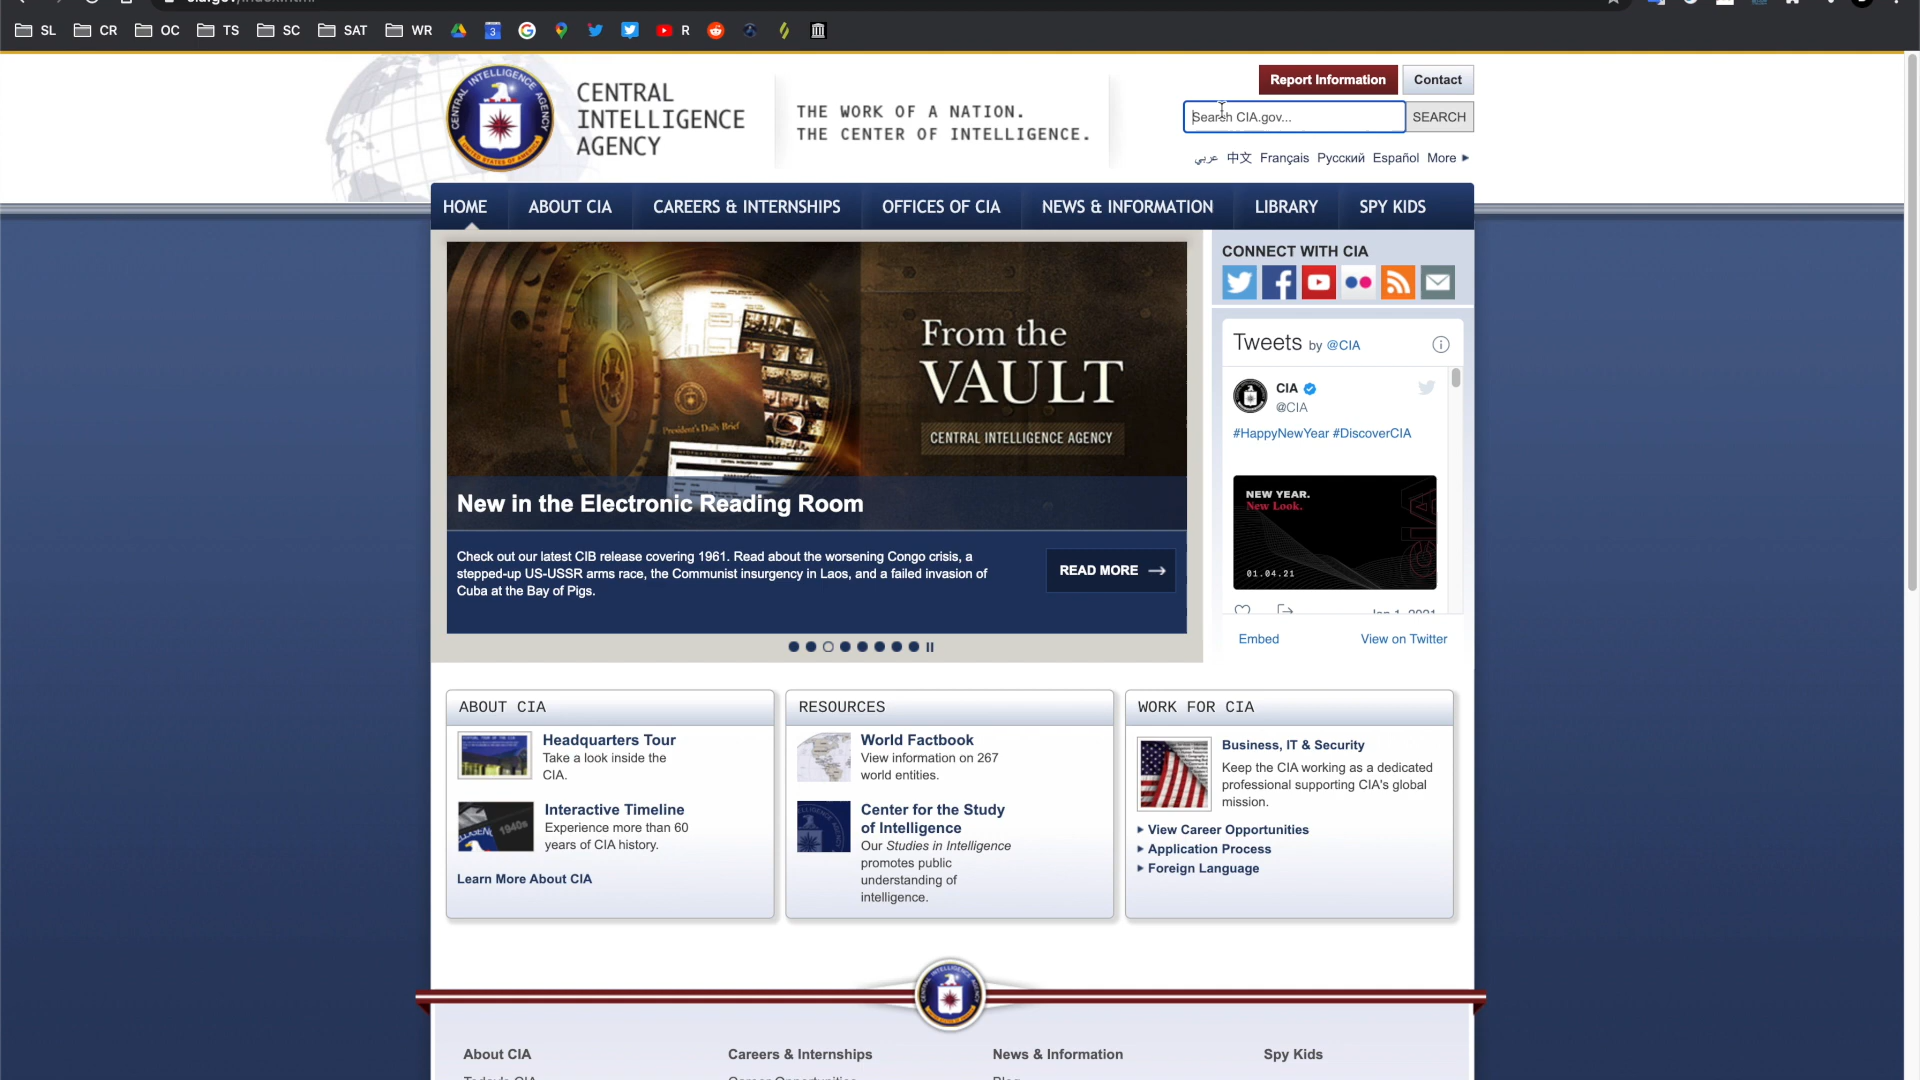 SL CR OC TS SC SAT WR R
CENTRAL
INTELLIGENCE
AGENCY
THE WORK OF A NATION.
THE CENTER OF INTELLIGENCE.
Report Information Contact
Search CIA.gov... SEARCH
عربي 中文 Français Русский Español More
HOME ABOUT CIA CAREERS & INTERNSHIPS OFFICES OF CIA NEWS & INFORMATION LIBRARY SPY KIDS
From the
VAULT
CENTRAL INTELLIGENCE AGENCY
President's Daily Brief
New in the Electronic Reading Room
Check out our latest CIB release covering 1961. Read about the worsening Congo crisis, a
stepped-up US-USSR arms race, the Communist insurgency in Laos, and a failed invasion of
Cuba at the Bay of Pigs.
READ MORE
CONNECT WITH CIA
Tweets by @CIA
CIA
@CIA
#HappyNewYear #DiscoverCIA
NEW YEAR.
New Look.
01.04.21
Jan 1, 2021
Embed View on Twitter
ABOUT CIA
Headquarters Tour
Take a look inside the
CIA.
1940s
Interactive Timeline
Experience more than 60
years of CIA history.
Learn More About CIA
RESOURCES
World Factbook
View information on 267
world entities.
Center for the Study
of Intelligence
Our Studies in Intelligence
promotes public
understanding of
intelligence.
WORK FOR CIA
Business, IT & Security
Keep the CIA working as a dedicated
professional supporting CIA's global
mission.
View Career Opportunities
Application Process
Foreign Language
About CIA Careers & Internships News & Information Spy Kids